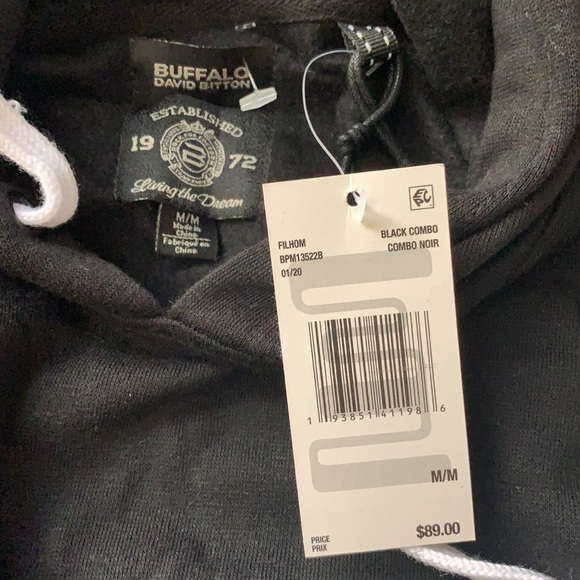 BUFFALO
DAVID BITTON
ESTABLISHED
19 72
Living the Dream
M/M
Made in
China
Fabriqué en
China
FILHOM
BPM13522B
01/20
BLACK COMBO
COMBO NOIR
1 93851 41198 6
M/M
PRICE
PRIX
$89.00